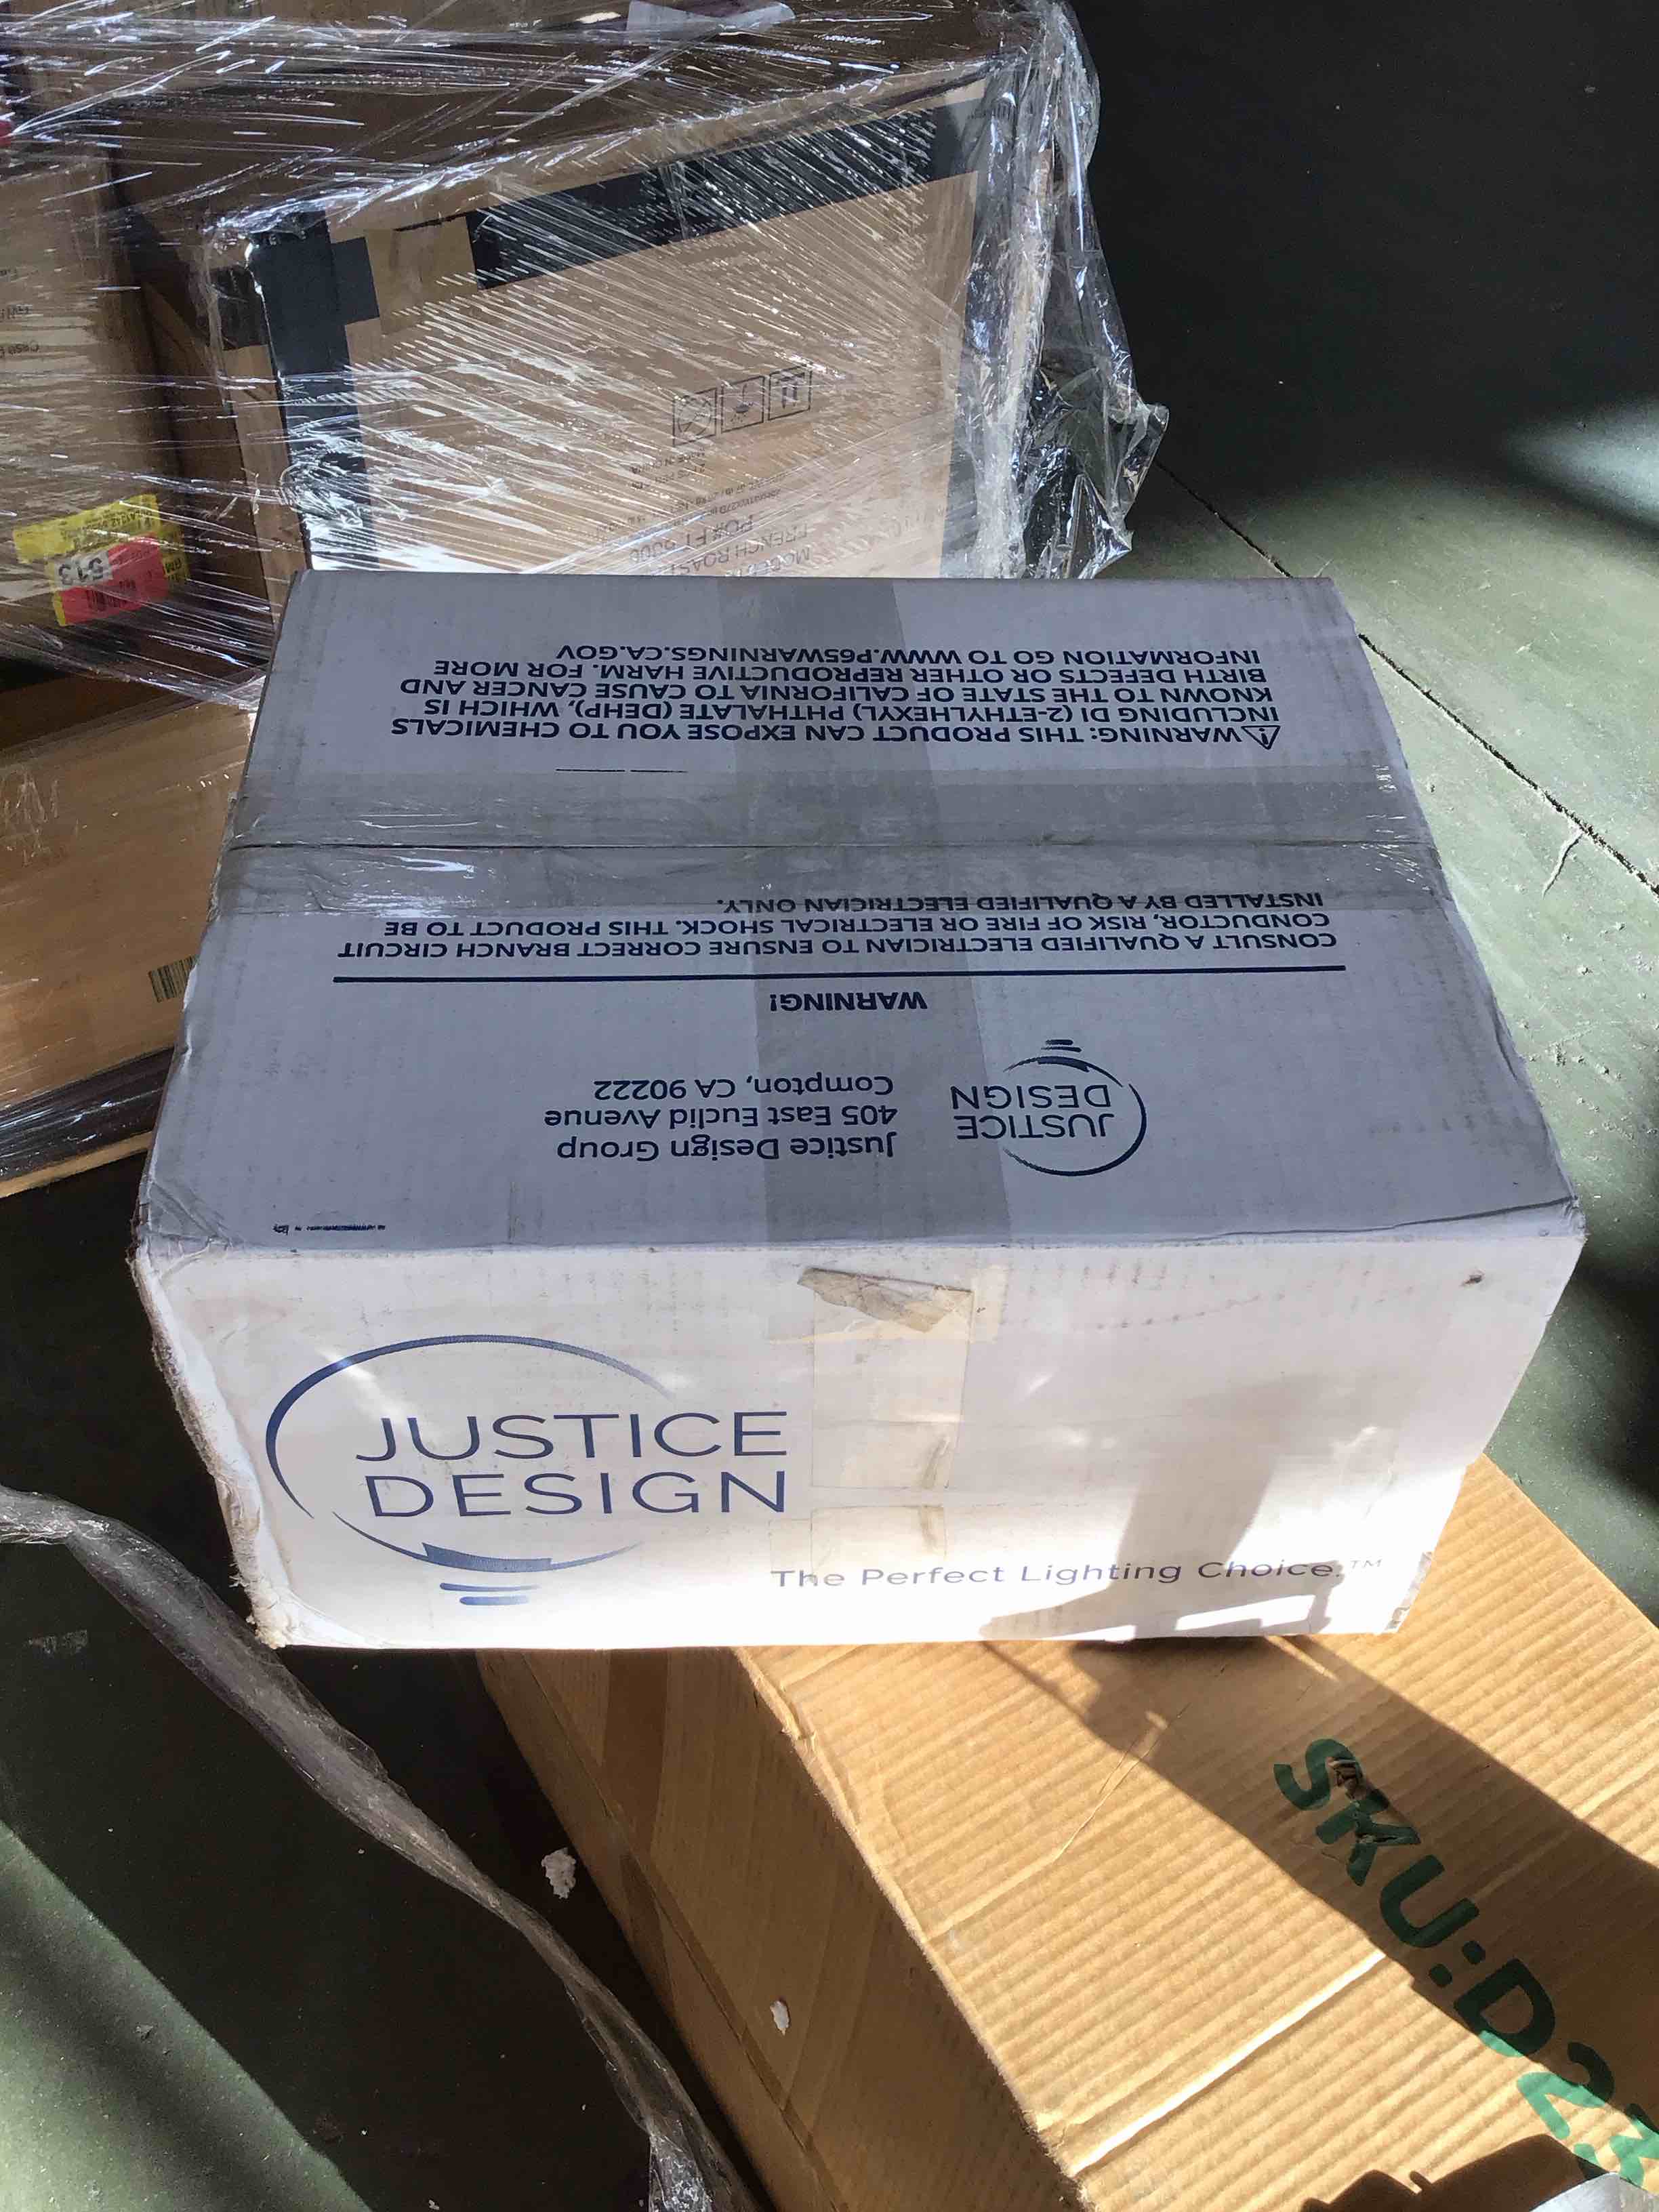 JUSTICE
DESIGN
The Perfect Lighting Choice.™
JUSTICE
DESIGN
Justice Design Group
405 East Euclid Avenue
Compton, CA 90222
WARNING!
CONSULT A QUALIFIED ELECTRICIAN TO ENSURE CORRECT BRANCH CIRCUIT
CONDUCTOR, RISK OF FIRE OR ELECTRICAL SHOCK. THIS PRODUCT TO BE
INSTALLED BY A QUALIFIED ELECTRICIAN ONLY.
⚠WARNING: THIS PRODUCT CAN EXPOSE YOU TO CHEMICALS
INCLUDING DI (2-ETHYLHEXYL) PHTHALATE (DEHP), WHICH IS
KNOWN TO THE STATE OF CALIFORNIA TO CAUSE CANCER AND
BIRTH DEFECTS OR OTHER REPRODUCTIVE HARM. FOR MORE
INFORMATION GO TO WWW.P65WARNINGS.CA.GOV
FRENCH ROAST
MADE IN CHINA
513
SKU:D23